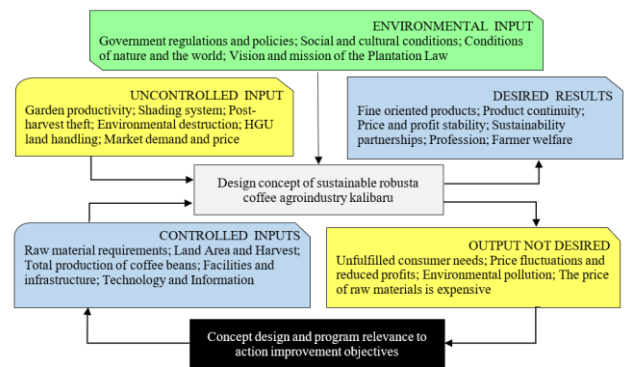 ENVIRONMENTAL INPUT
Government regulations and policies; Social and cultural conditions; Conditions
of nature and the world; Vision and mission of the Plantation Law
UNCONTROLLED INPUT
Garden productivity; Shading system; Post-
harvest theft; Environmental destruction; HGU
land handling; Market demand and price
DESIRED RESULTS
Fine oriented products; Product continuity;
Price and profit stability; Sustainability
partnerships; Profession; Farmer welfare
Design concept of sustainable robusta
coffee agroindustry kalibaru
CONTROLLED INPUTS
Raw material requirements; Land Area and Harvest;
Total production of coffee beans; Facilities and
infrastructure; Technology and Information
OUTPUT NOT DESIRED
Unfulfilled consumer needs; Price fluctuations and
reduced profits; Environmental pollution; The price
of raw materials is expensive
Concept design and program relevance to
action improvement objectives